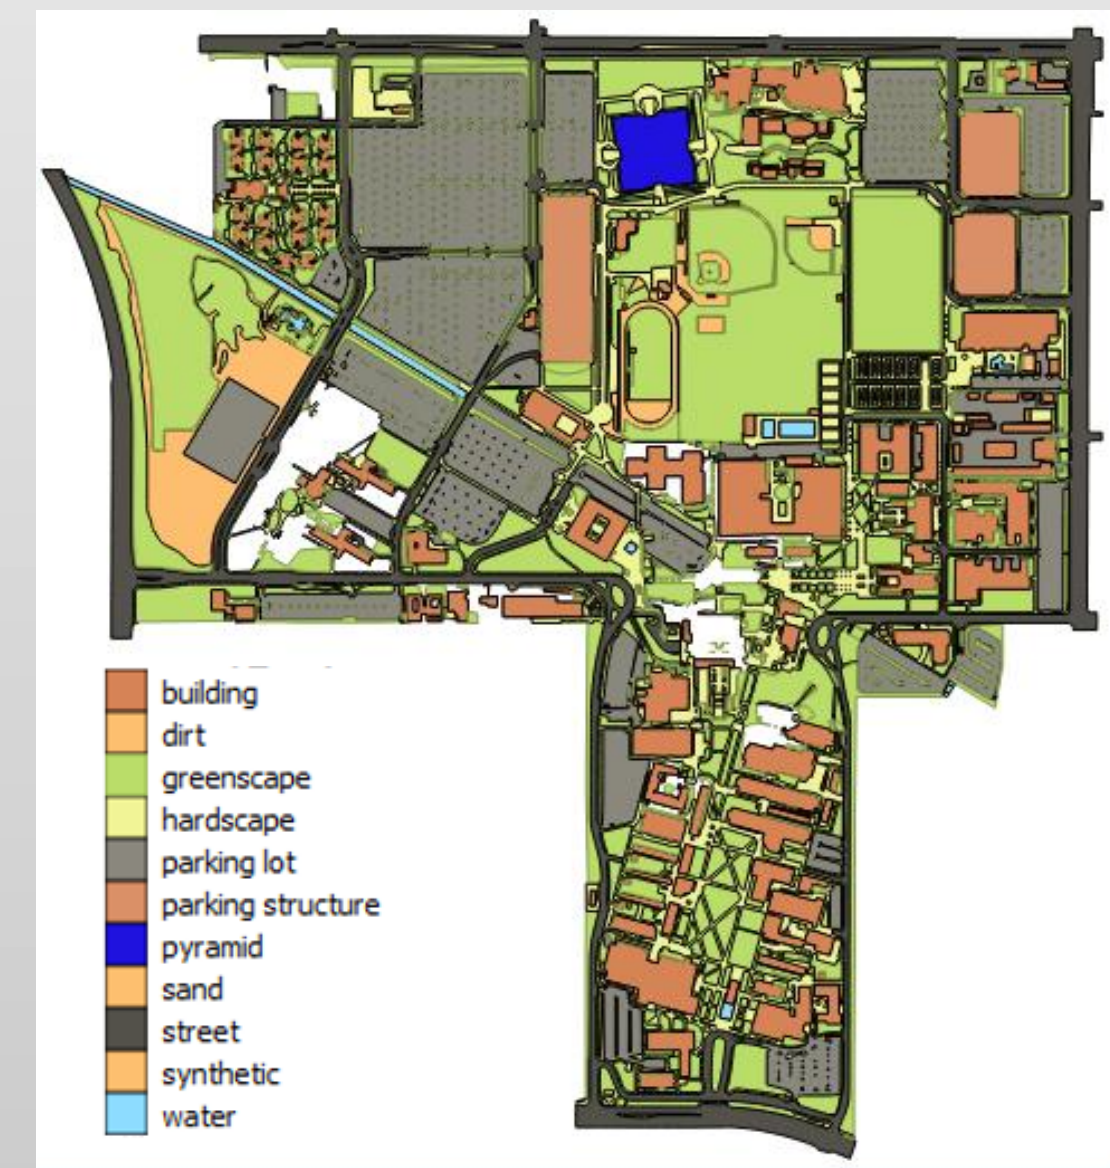 building
dirt
greenscape
hardscape
parking lot
parking structure
pyramid
sand
street
synthetic
water